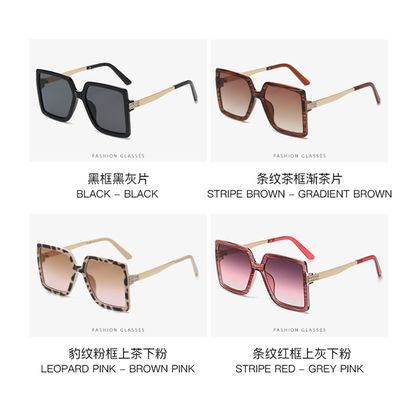 FASHION GLASSES
FASHION GLASSES
黑框黑灰片
条纹茶框渐茶片
BLACK - BLACK
STRIPE BROWN - GRADIENT BROWN
FASHION GLASSES
FASHION GLASSES
豹纹粉框上茶下粉
条纹红框上灰下粉
LEOPARD PINK - BROWN PINK
STRIPE RED - GREY PINK